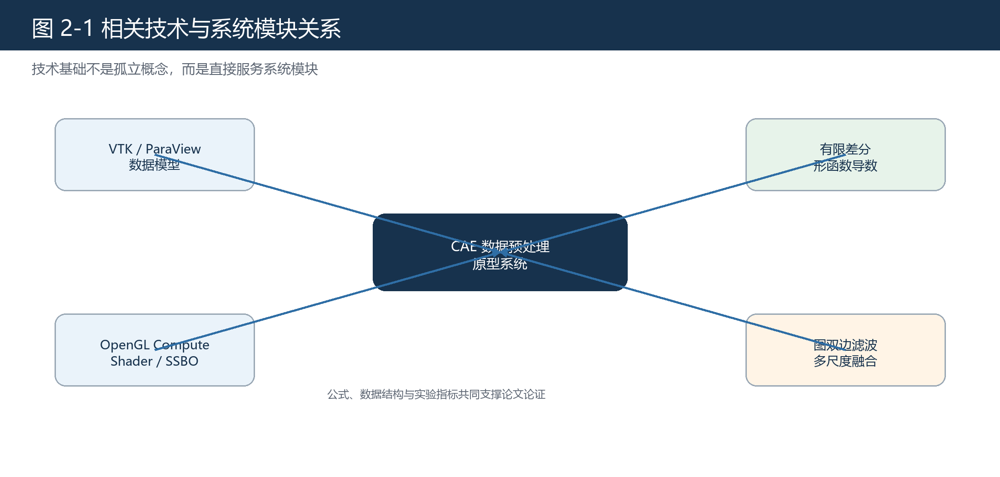 图 2-1 相关技术与系统模块关系
技术基础不是孤立概念，而是直接服务系统模块
VTK / ParaView
数据模型
有限差分
形函数导数
CAE 数据预处理
原型系统
OpenGL Compute
Shader / SSBO
图双边滤波
多尺度融合
公式、数据结构与实验指标共同支撑论文论证